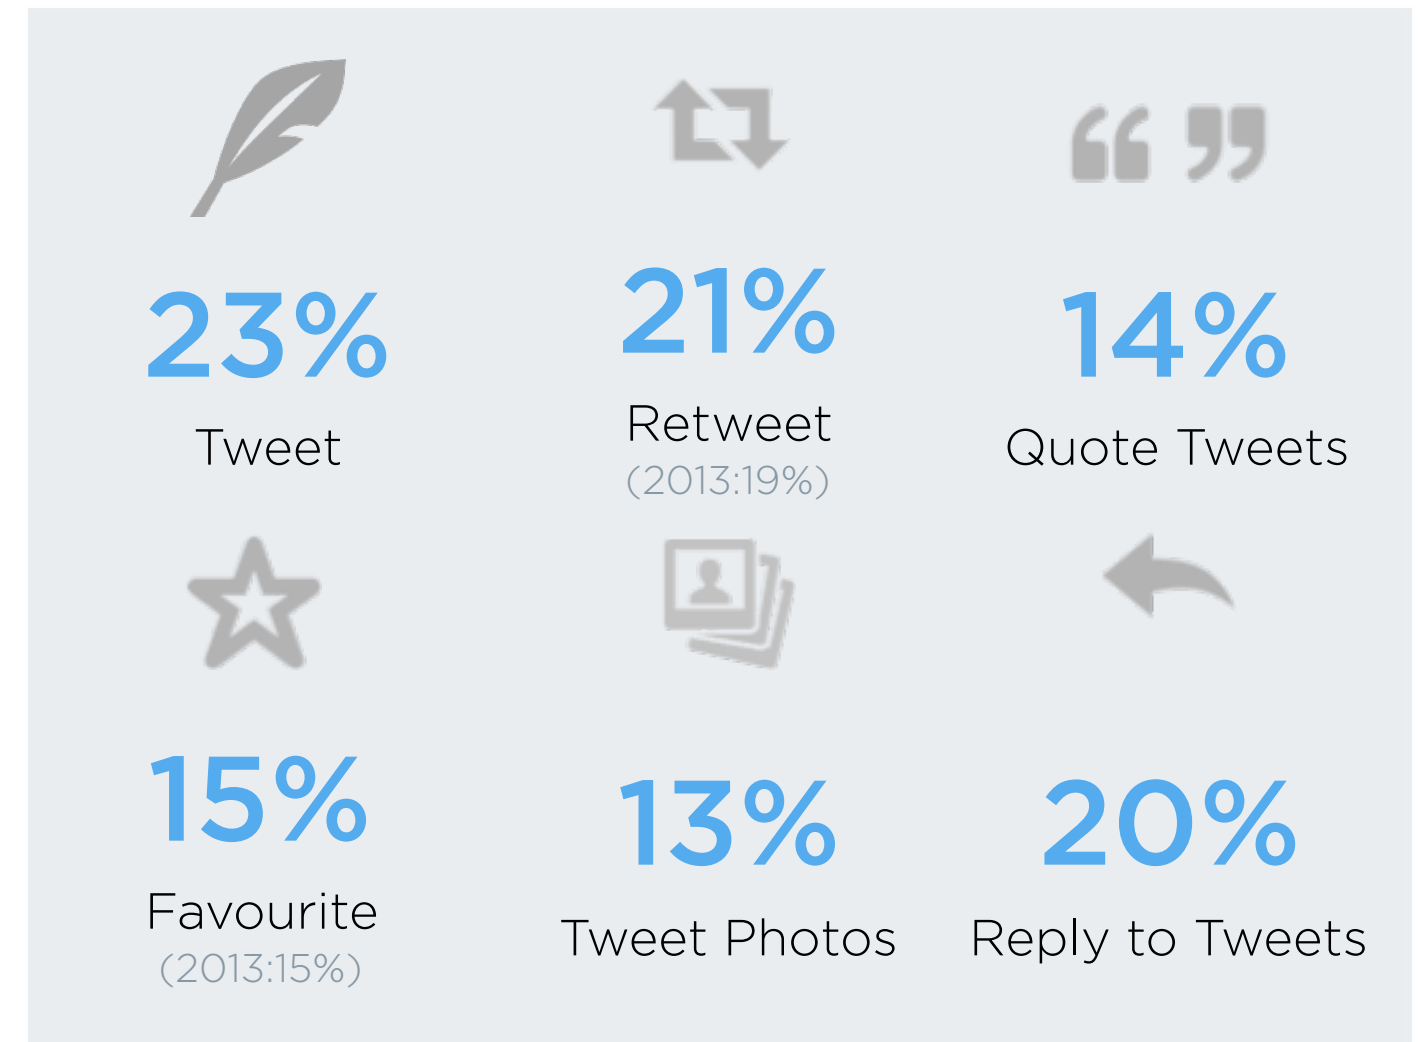 23%
Tweet
21%
Retweet
(2013:19%)
14%
Quote Tweets
15%
Favourite
(2013:15%)
13%
Tweet Photos
20%
Reply to Tweets